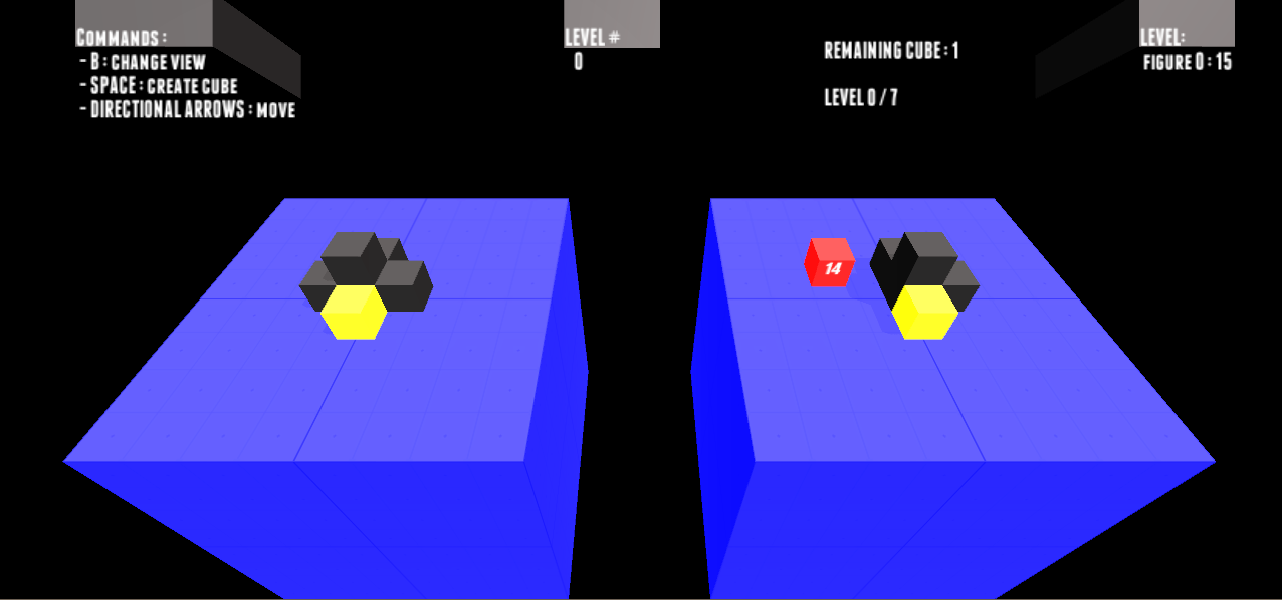 Commands:
- B: change view
- SPACE: create cube
- DIRECTIONAL ARROWS: move
LEVEL #
0
REMAINING CUBE: 1
LEVEL 0 / 7
LEVEL:
FIGURE 0: 15
14